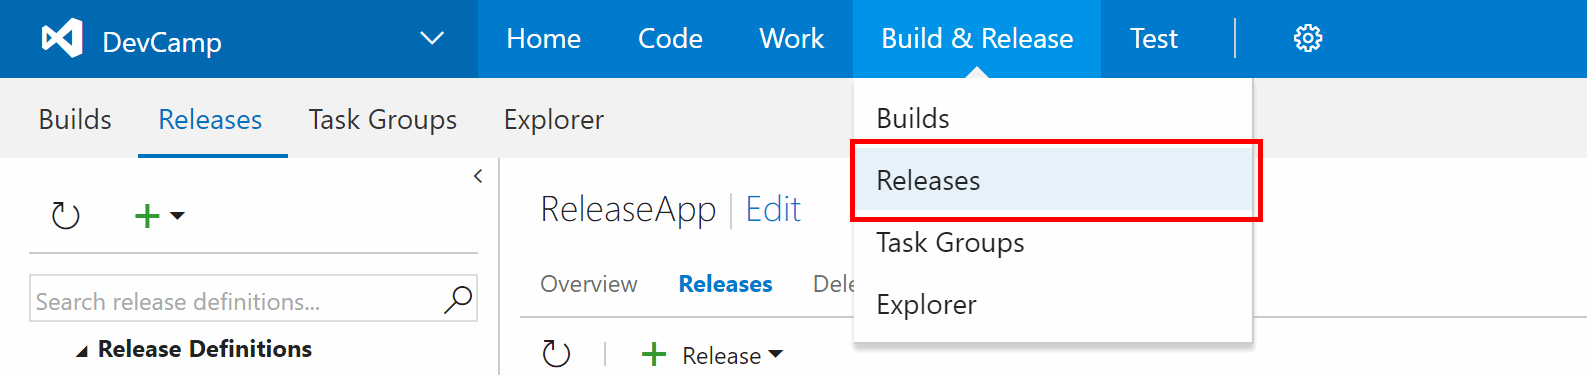 DevCamp Home Code Work Build & Release Test
Builds Releases Task Groups Explorer
Builds
Releases
Task Groups
Explorer
ReleaseApp | Edit
Overview Releases Dele
Search release definitions...
Release Definitions
Release